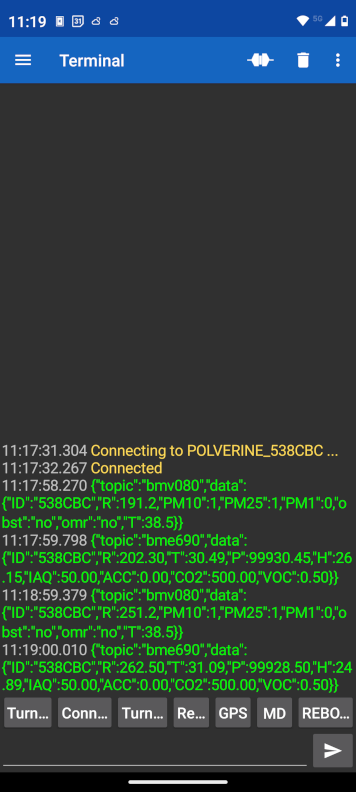 11:19
31
5G
Terminal
11:17:31.304 Connecting to POLVERINE_538CBC ...
11:17:32.267 Connected
11:17:58.270 {"topic":"bmv080","data":
{"ID":"538CBC","R":191.2,"PM10":1,"PM25":1,"PM1":0,"o
bst":"no","omr":"no","T":38.5}}
11:17:59.798 {"topic":"bme690","data":
{"ID":"538CBC","R":202.30,"T":30.49,"P":99930.45,"H":26
.15,"IAQ":50.00,"ACC":0.00,"CO2":500.00,"VOC":0.50}}
11:18:59.379 {"topic":"bmv080","data":
{"ID":"538CBC","R":251.2,"PM10":1,"PM25":1,"PM1":0,"o
bst":"no","omr":"no","T":38.5}}
11:19:00.010 {"topic":"bme690","data":
{"ID":"538CBC","R":262.50,"T":31.09,"P":99928.50,"H":24
.89,"IAQ":50.00,"ACC":0.00,"CO2":500.00,"VOC":0.50}}
Turn... Conn... Turn... Re... GPS MD REBO...